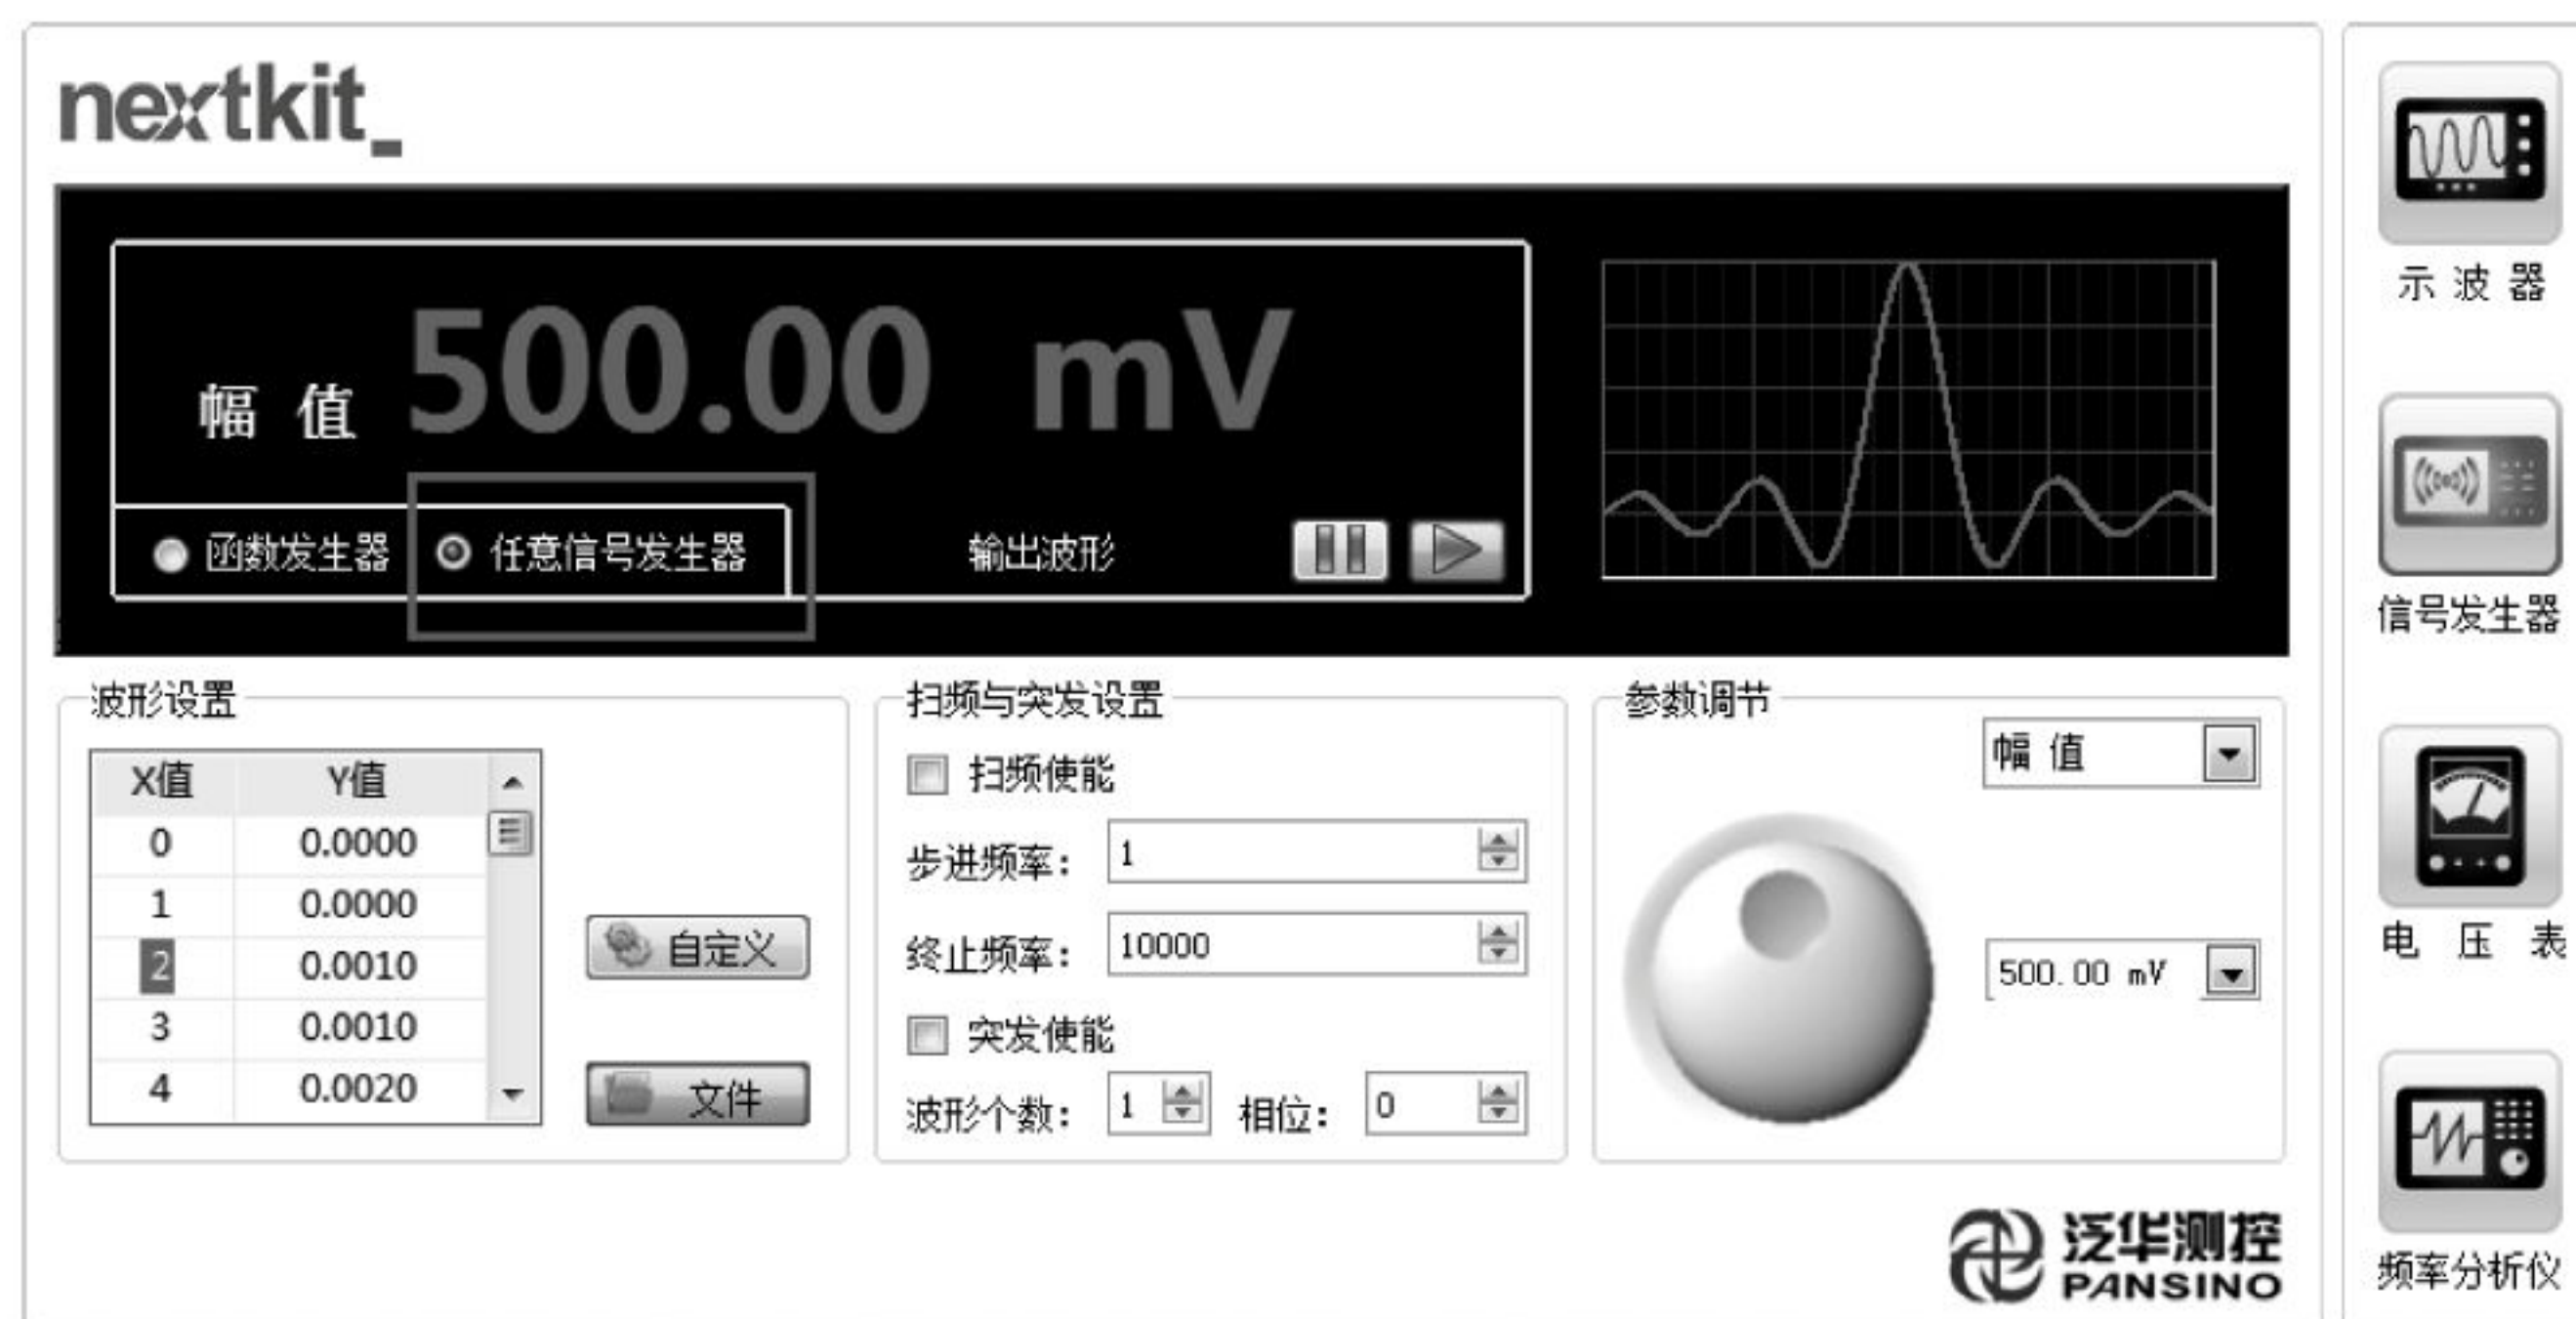 nextkit_
幅 值 500.00 mV
函数发生器 任意信号发生器 输出波形
波形设置
X值 Y值
0 0.0000
1 0.0000
2 0.0010
3 0.0010
4 0.0020
自定义
文件
扫频与突发设置
扫频使能
步进频率: 1
终止频率: 10000
突发使能
波形个数: 1 相位: 0
参数调节
幅 值
500.00 mV
泛华测控
PANSINO
示 波 器
信号发生器
电 压 表
频率分析仪